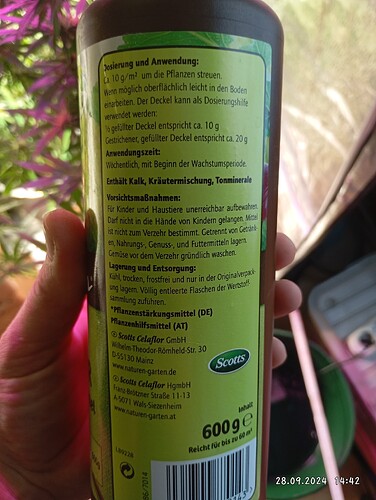 Dosierung und Anwendung:
Ca. 10 g/m² um die Pflanzen streuen.
Wenn möglich oberflächlich leicht in den Boden
einarbeiten. Der Deckel kann als Dosierungshilfe
verwendet werden:
½ gefüllter Deckel entspricht ca. 10 g
Gestrichener, gefüllter Deckel entspricht ca. 20 g
Anwendungszeit:
Wöchentlich, mit Beginn der Wachstumsperiode.
Enthält Kalk, Kräutermischung, Tonminerale
Vorsichtsmaßnahmen:
Für Kinder und Haustiere unerreichbar aufbewahren.
Darf nicht in die Hände von Kindern gelangen. Mittel
ist nicht zum Verzehr bestimmt. Getrennt von Getränk-
en, Nahrungs-, Genuss-, und Futtermitteln lagern.
Gemüse vor dem Verzehr gründlich waschen.
Lagerung und Entsorgung:
Kühl, trocken, frostfrei und nur in der Originalverpack-
ung lagern. Völlig entleerte Flaschen der Wertstoff-
sammlung zuführen.
*Pflanzenstärkungsmittel (DE)
Pflanzenhilfsmittel (AT)
Scotts Celaflor GmbH
Wilhelm-Theodor-Römheld-Str. 30
D-55130 Mainz
www.naturen-garten.de
Scotts
Scotts Celaflor HgmbH
Franz-Brötzner Straße 11-13
A-5071 Wals-Siezenheim
www.naturen-garten.at
Inhalt
600 g e
Reicht für bis zu 60 m²
L89228
28.09.2024 14:42